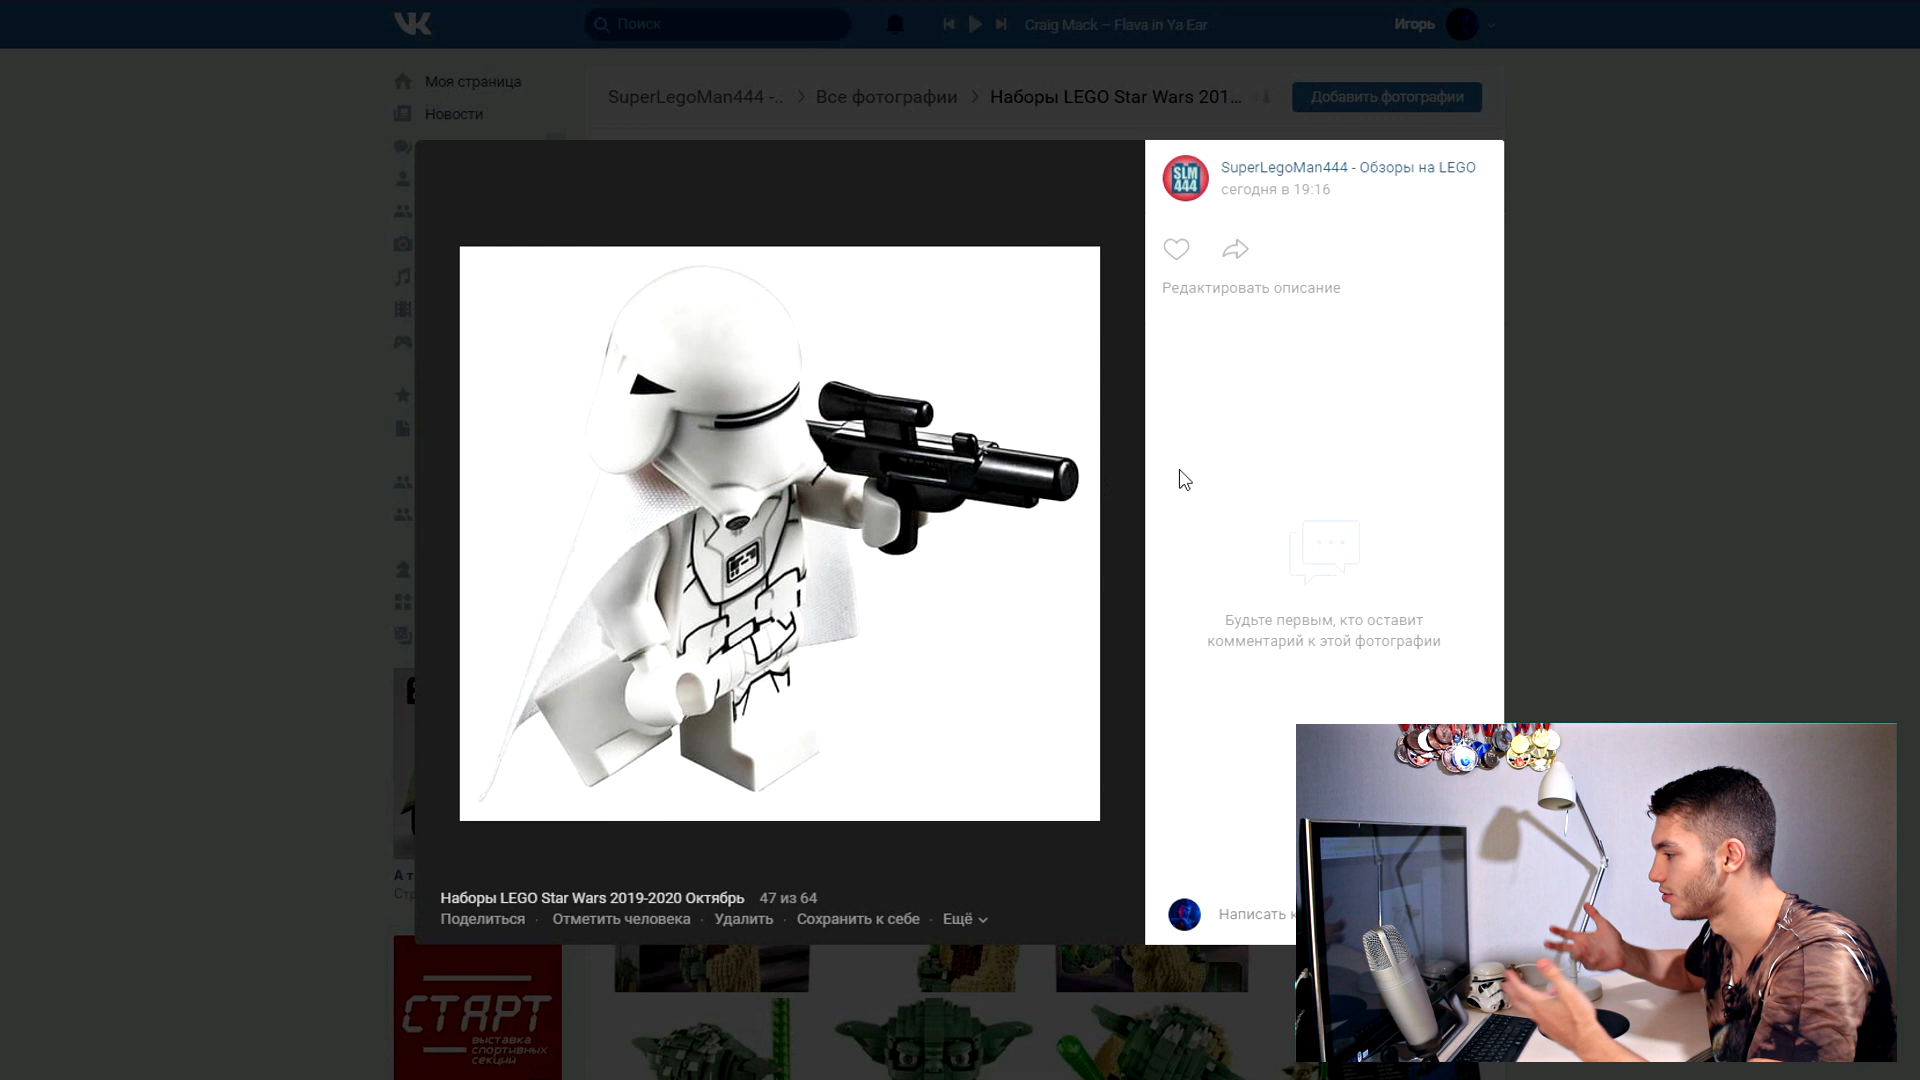 Поиск
Craig Mack – Flava in Ya Ear
Игорь
Моя страница
Новости
SuperLegoMan444 -..
Все фотографии
Наборы LEGO Star Wars 201...
Добавить фотографии
SLM
444
SuperLegoMan444 - Обзоры на LEGO
сегодня в 19:16
Редактировать описание
Будьте первым, кто оставит
комментарий к этой фотографии
Наборы LEGO Star Wars 2019-2020 Октябрь 47 из 64
Поделиться · Отметить человека · Удалить · Сохранить к себе · Ещё
Написать к
СТАРТ
выставка
спортивных
секций